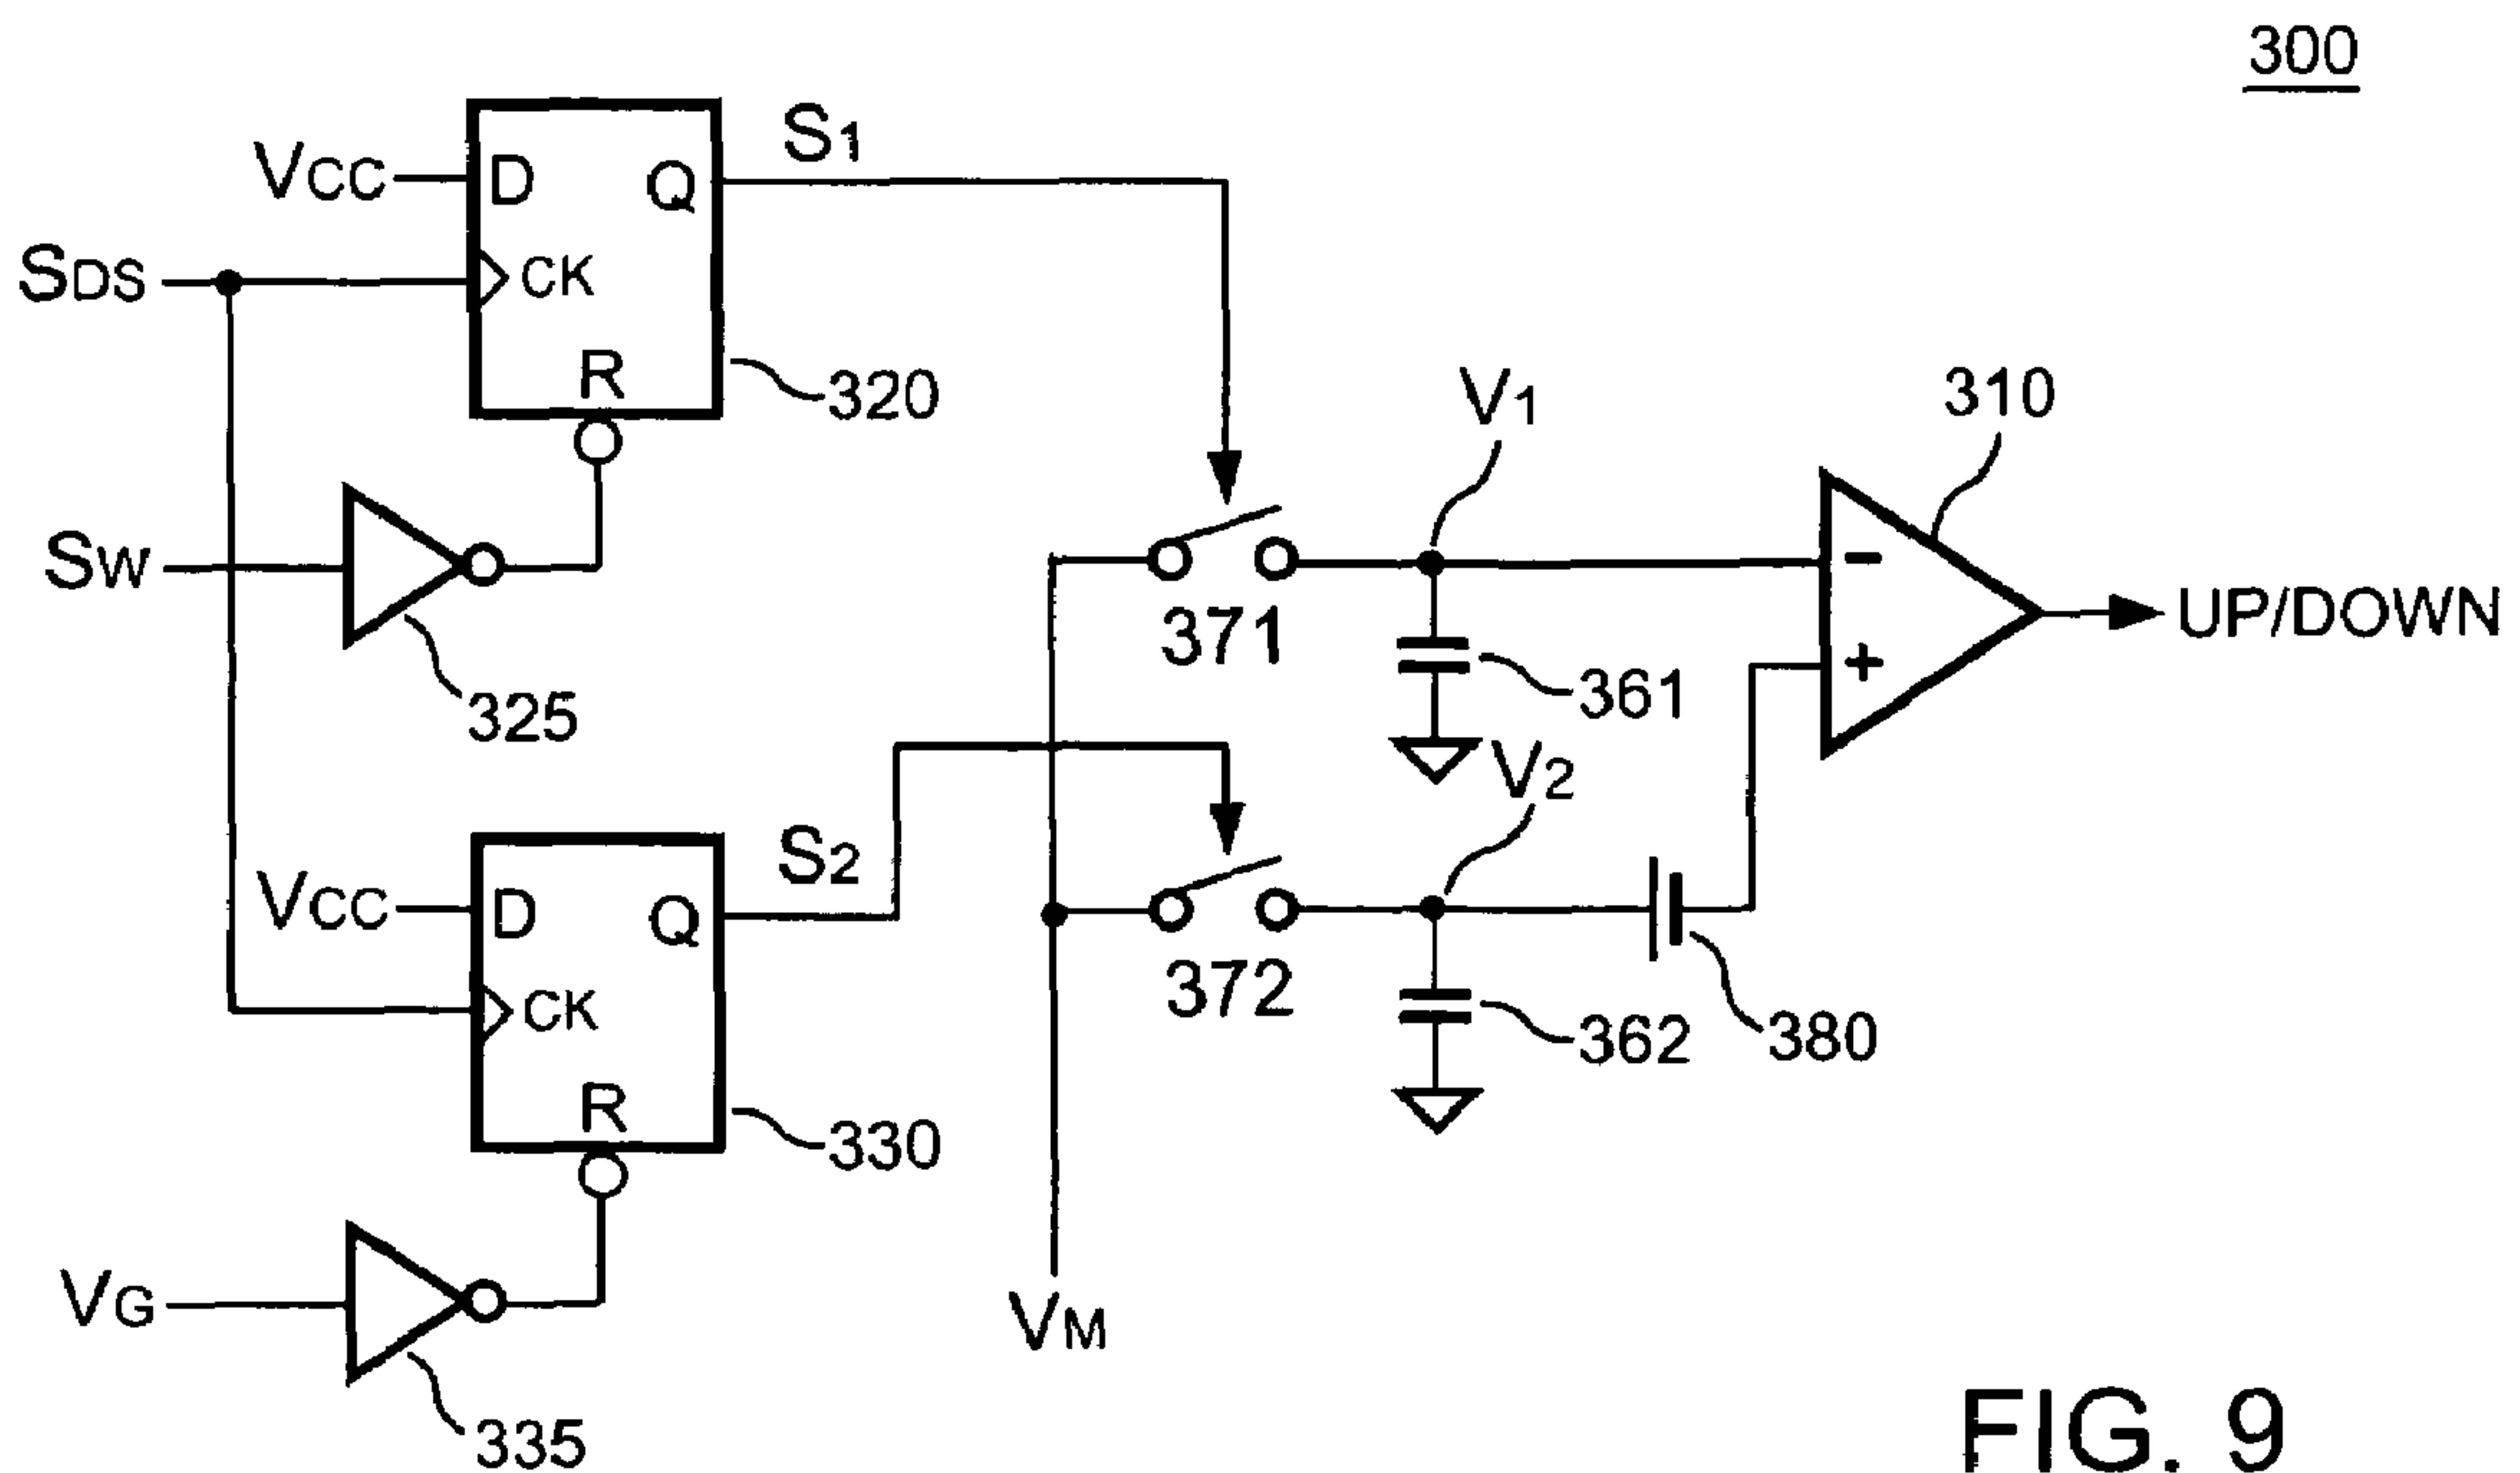 300
VCC
D
Q
S1
SDS
CK
R
320
SW
325
V1
310
371
361
-
+
UP/DOWN
VCC
D
Q
S2
V2
CK
R
330
372
362
380
VG
335
VM
FIG. 9